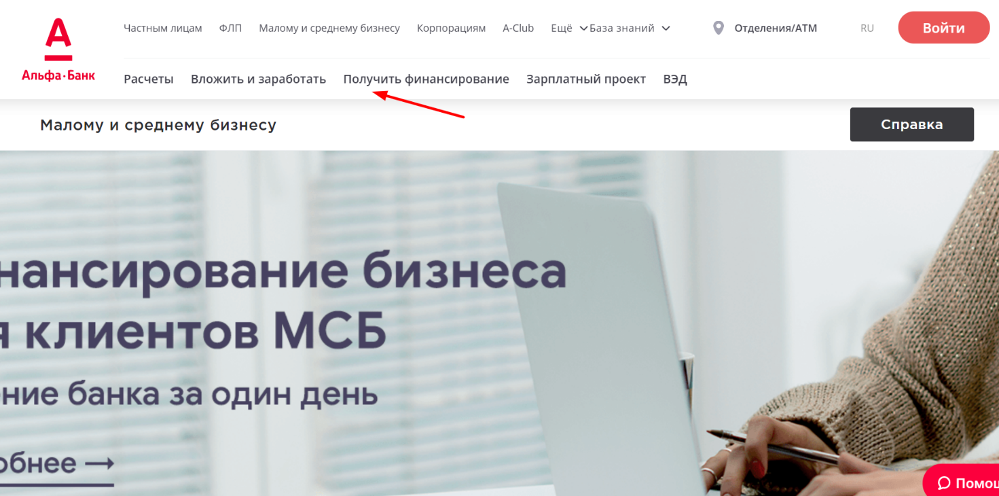 Частным лицам ФЛП Малому и среднему бизнесу Корпорациям A-Club Ещё База знаний Отделения/АТМ RU Войти
Альфа·Банк
Расчеты Вложить и заработать Получить финансирование Зарплатный проект ВЭД
Малому и среднему бизнесу Справка
нансирование бизнеса
я клиентов МСБ
ние банка за один день
обнее →
Помощ